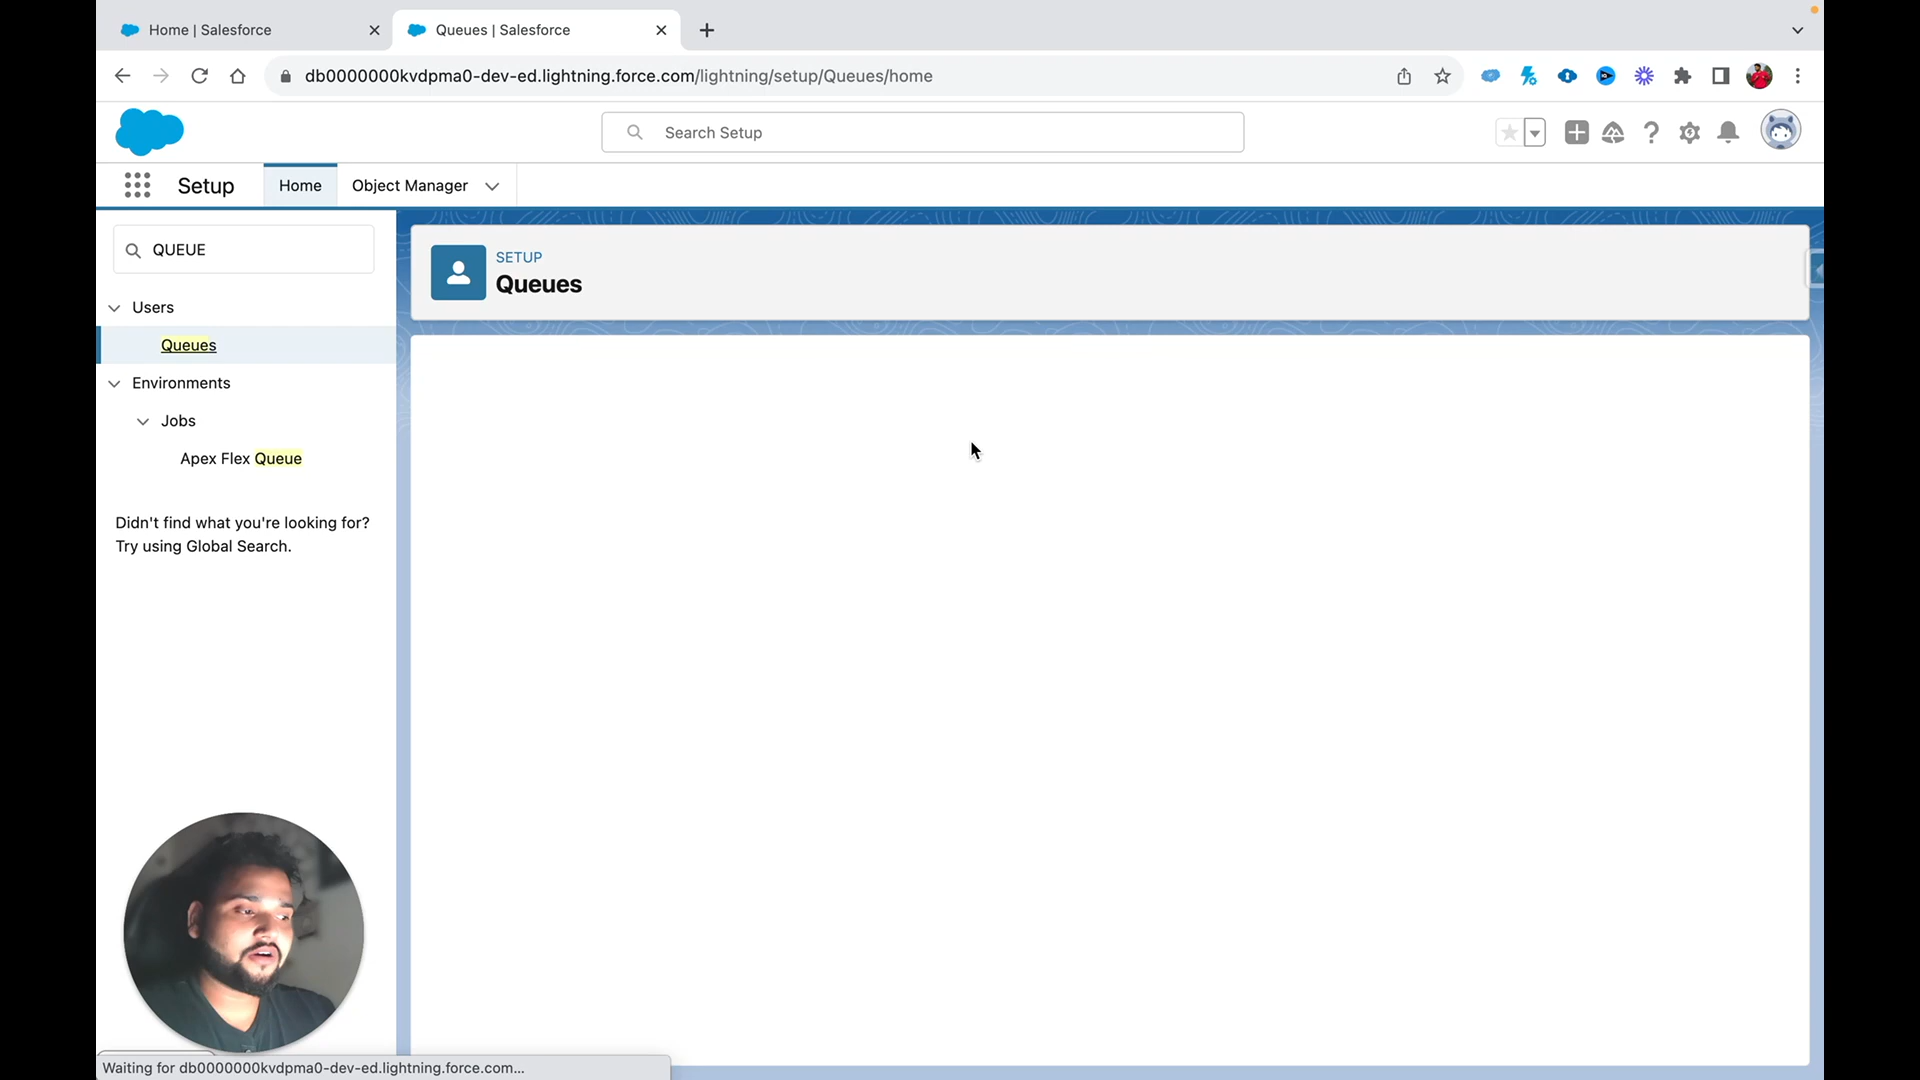 Home | Salesforce
Queues | Salesforce
db0000000kvdpma0-dev-ed.lightning.force.com/lightning/setup/Queues/home
Search Setup
Setup
Home
Object Manager
QUEUE
Users
Queues
Environments
Jobs
Apex Flex Queue
Didn't find what you're looking for?
Try using Global Search.
SETUP
Queues
Waiting for db0000000kvdpma0-dev-ed.lightning.force.com...